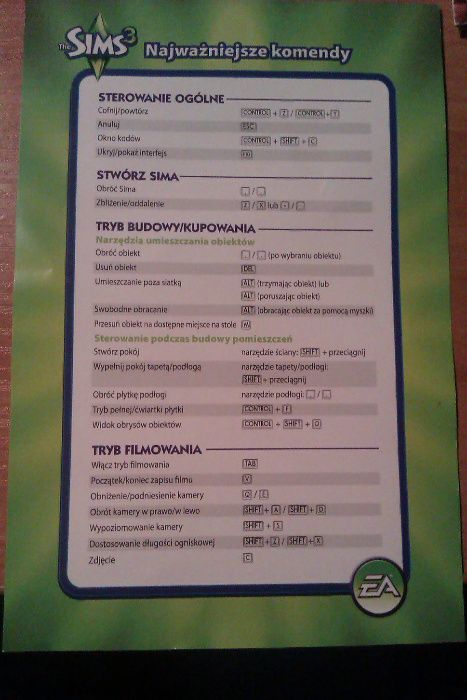 The SIMS 3 Najważniejsze komendy
STEROWANIE OGÓLNE
Cofnij/powtórz CONTROL + Z / CONTROL + Y
Anuluj ESC
Okno kodów CONTROL + SHIFT + C
Ukryj/pokaż interfejs F10
STWÓRZ SIMA
Obróć Sima , / .
Zbliżenie/oddalenie Z / X lub + / -
TRYB BUDOWY/KUPOWANIA
Narzędzia umieszczania obiektów
Obróć obiekt , / . (po wybraniu obiektu)
Usuń obiekt DEL
Umieszczanie poza siatką ALT (trzymając obiekt) lub
ALT (poruszając obiekt)
Swobodne obracanie ALT (obracając obiekt za pomocą myszki)
Przesuń obiekt na dostępne miejsce na stole M
Sterowanie podczas budowy pomieszczeń
Stwórz pokój narzędzie ściany: SHIFT + przeciągnij
Wypełnij pokój tapetą/podłogą narzędzie tapety/podłogi:
SHIFT + przeciągnij
Obróć płytkę podłogi narzędzie podłogi: , / .
Tryb pełnej/ćwiartki płytki CONTROL + F
Widok obrysów obiektów CONTROL + SHIFT + O
TRYB FILMOWANIA
Włącz tryb filmowania TAB
Początek/koniec zapisu filmu V
Obniżenie/podniesienie kamery Q / E
Obrót kamery w prawo/w lewo SHIFT + A / SHIFT + D
Wypoziomowanie kamery SHIFT + S
Dostosowanie długości ogniskowej SHIFT + Z / SHIFT + X
Zdjęcie C
EA